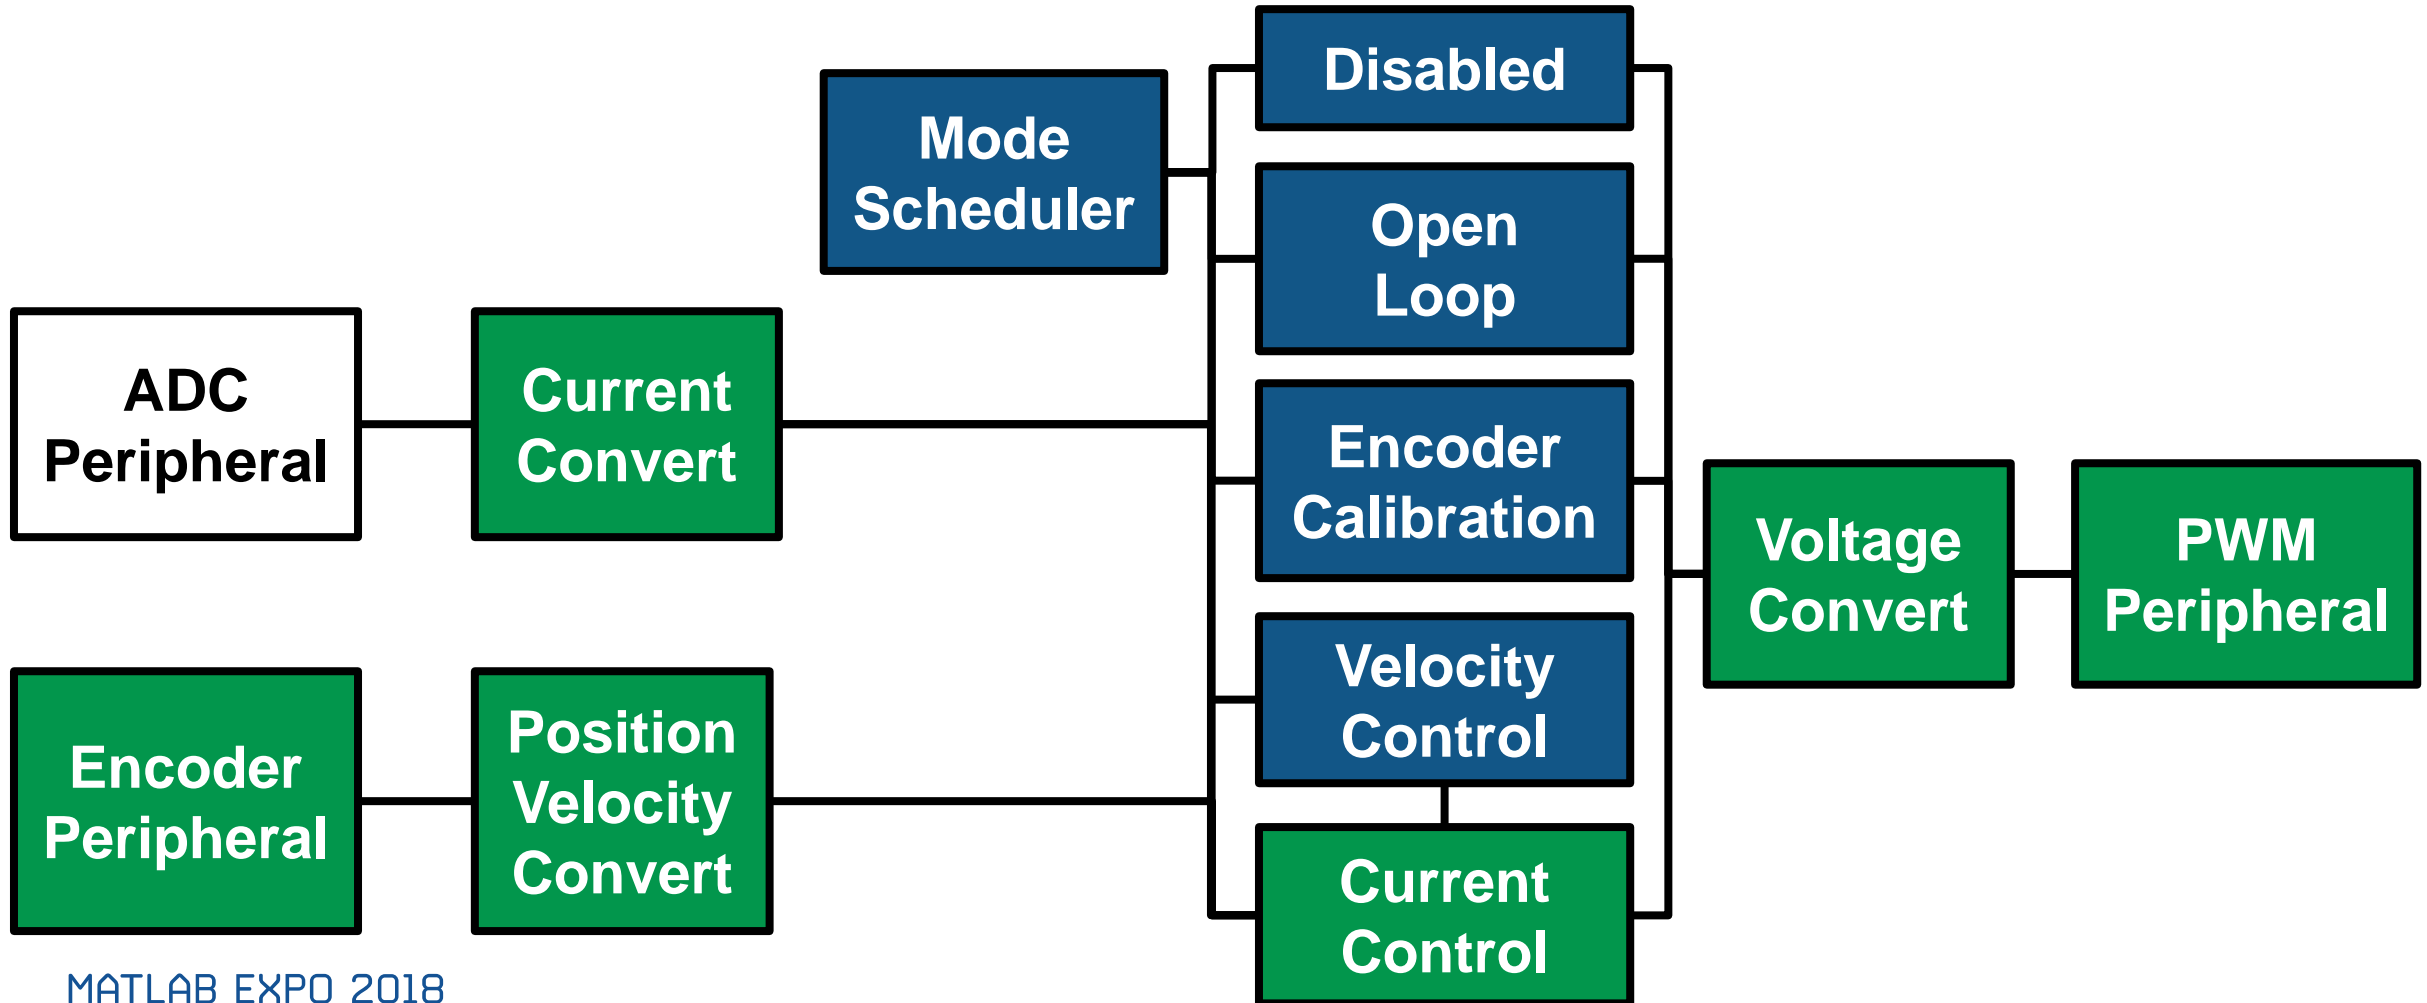 Disabled
Mode
Scheduler
Open
Loop
ADC
Peripheral
Current
Convert
Encoder
Calibration
Voltage
Convert
PWM
Peripheral
Velocity
Control
Encoder
Peripheral
Position
Velocity
Convert
Current
Control
MATLAB EXPO 2018